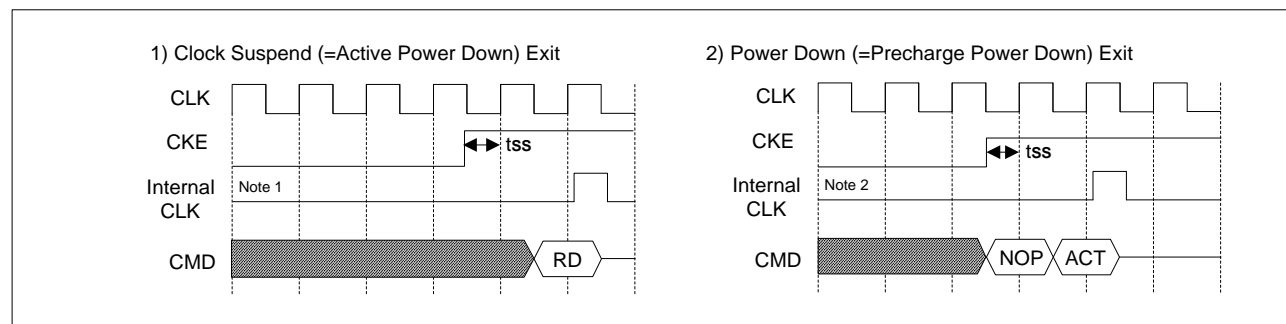 1) Clock Suspend (=Active Power Down) Exit
CLK
CKE
tss
Internal
CLK
Note 1
CMD
RD
2) Power Down (=Precharge Power Down) Exit
CLK
CKE
tss
Internal
CLK
Note 2
CMD
NOP
ACT